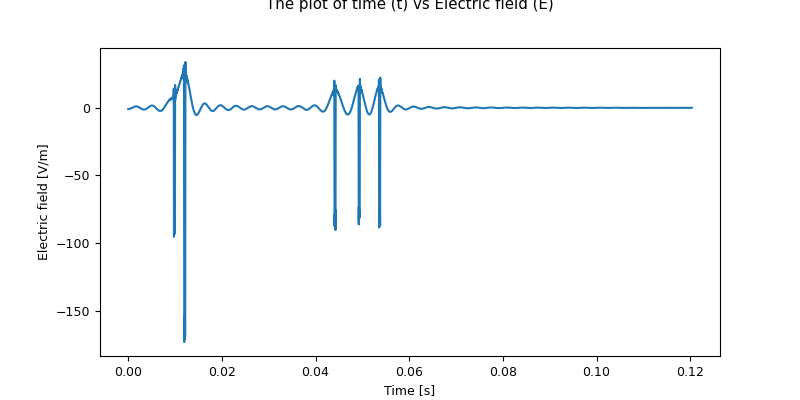 The plot of time (t) vs Electric field (E)
Electric field [V/m]
0
−50
−100
−150
0.00 0.02 0.04 0.06 0.08 0.10 0.12
Time [s]